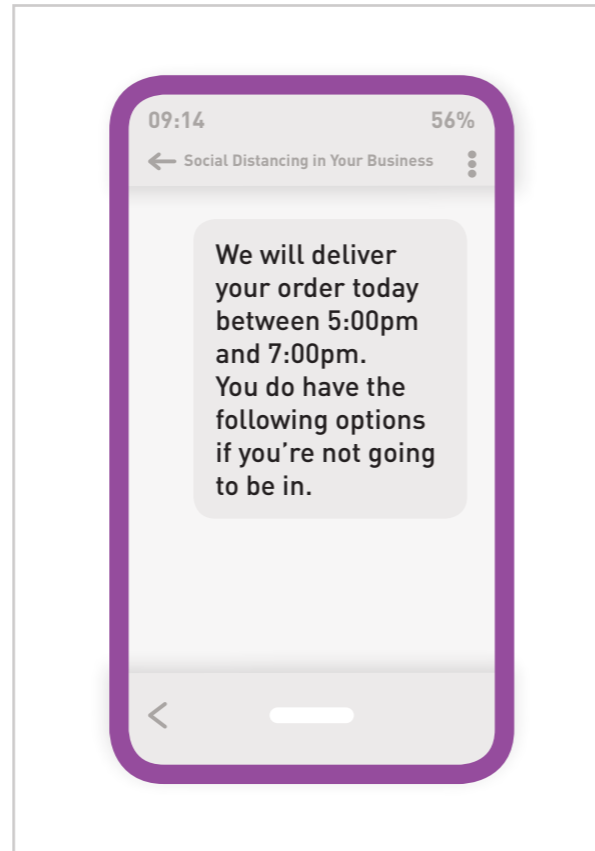 09:14 56%
Social Distancing in Your Business
We will deliver
your order today
between 5:00pm
and 7:00pm.
You do have the
following options
if you’re not going
to be in.